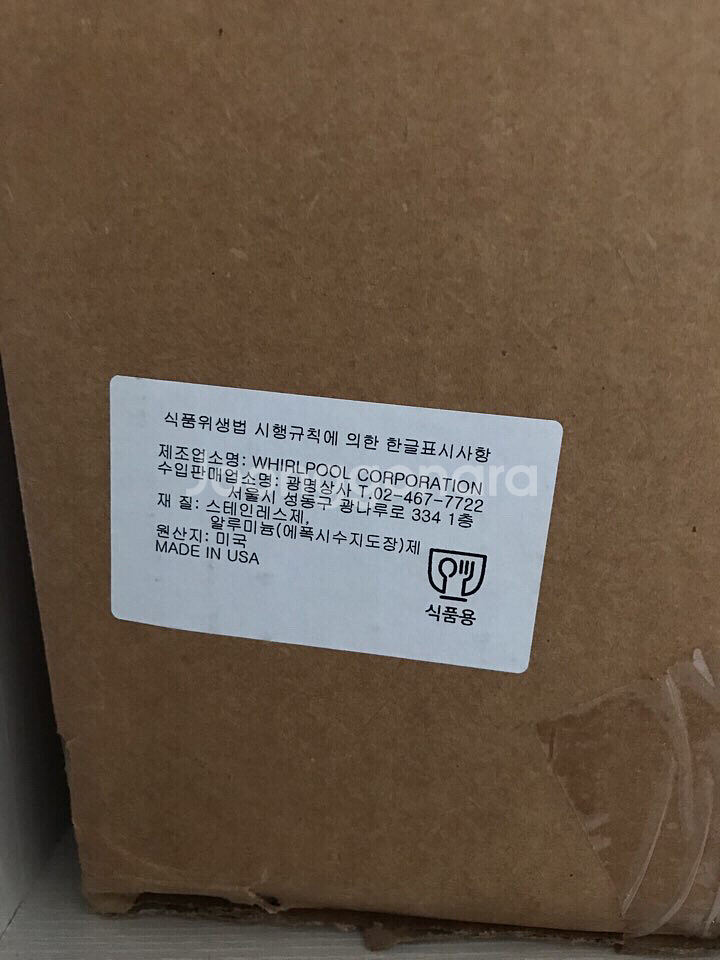 식품위생법 시행규칙에 의한 한글표시사항
제조업소명: WHIRLPOOL CORPORATION
수입판매업소명: 광명상사 T.02-467-7722
서울시 성동구 광나루로 334 1층
재 질: 스테인레스제,
알루미늄(에폭시수지도장)제
원산지: 미국
MADE IN USA
식품용
Joonggonara